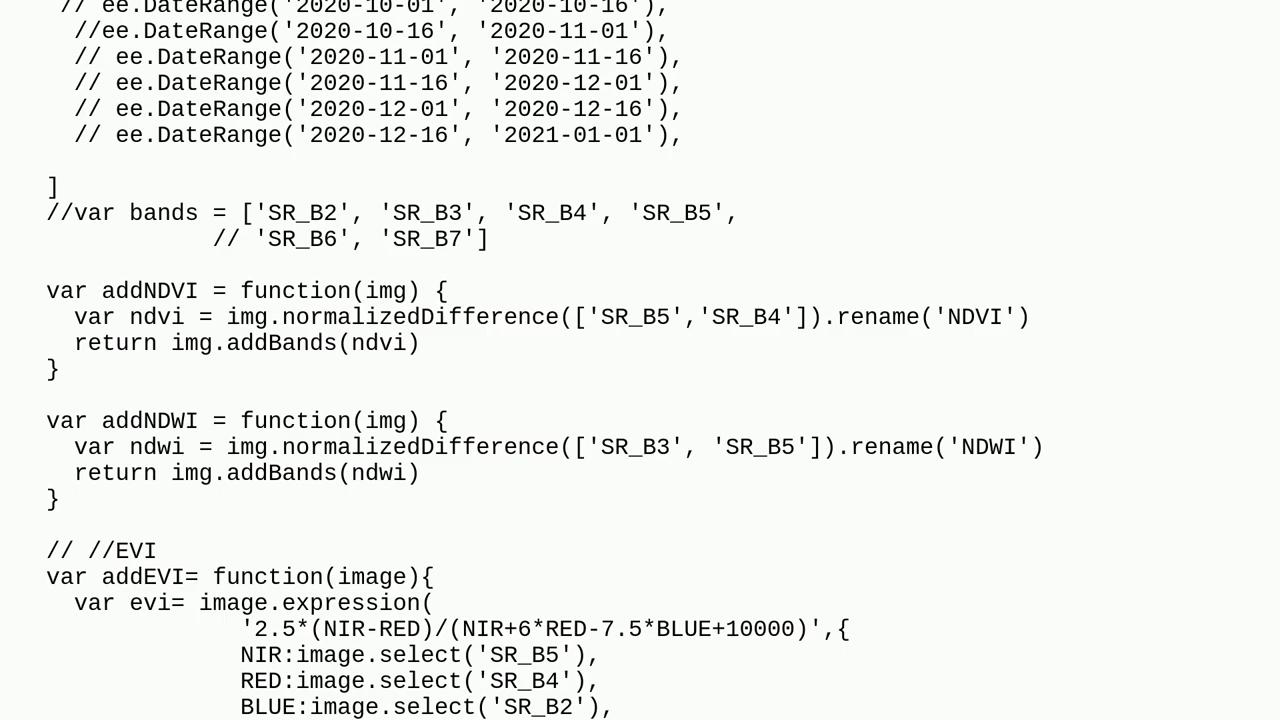 // ee.DateRange('2020-10-01', '2020-10-16'),
//ee.DateRange('2020-10-16', '2020-11-01'),
// ee.DateRange('2020-11-01', '2020-11-16'),
// ee.DateRange('2020-11-16', '2020-12-01'),
// ee.DateRange('2020-12-01', '2020-12-16'),
// ee.DateRange('2020-12-16', '2021-01-01'),
]
//var bands = ['SR_B2', 'SR_B3', 'SR_B4', 'SR_B5',
// 'SR_B6', 'SR_B7']
var addNDVI = function(img) {
var ndvi = img.normalizedDifference(['SR_B5','SR_B4']).rename('NDVI')
return img.addBands(ndvi)
}
var addNDWI = function(img) {
var ndwi = img.normalizedDifference(['SR_B3', 'SR_B5']).rename('NDWI')
return img.addBands(ndwi)
}
// //EVI
var addEVI= function(image){
var evi= image.expression(
'2.5*(NIR-RED)/(NIR+6*RED-7.5*BLUE+10000)',{
NIR:image.select('SR_B5'),
RED:image.select('SR_B4'),
BLUE:image.select('SR_B2'),